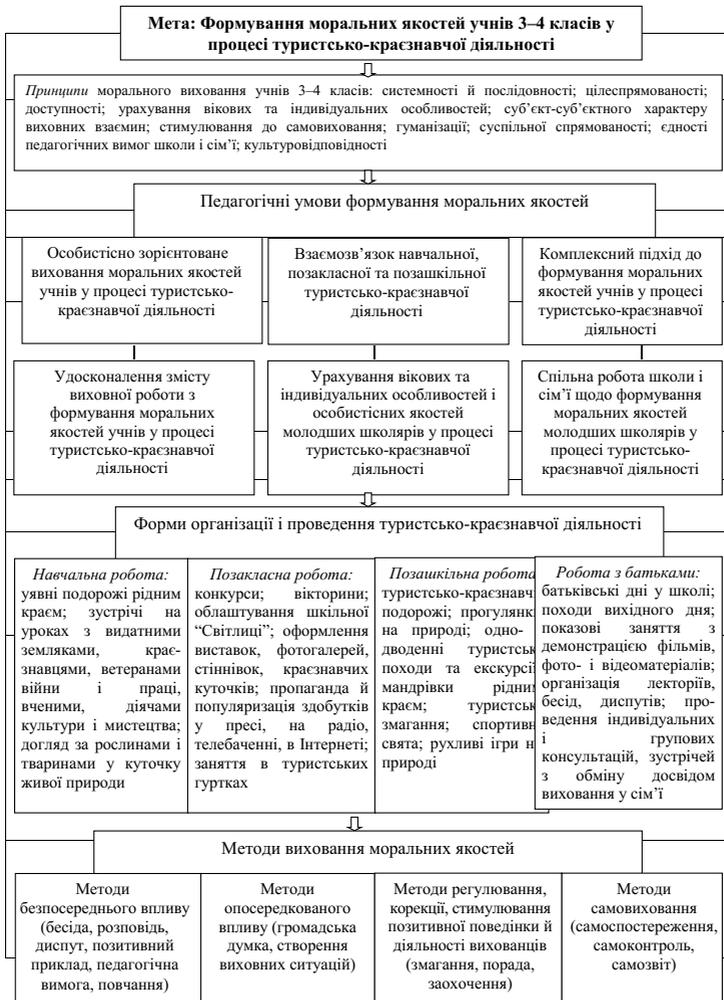 Мета: Формування моральних якостей учнів 3–4 класів у
процесі туристсько-краєзнавчої діяльності
Принципи морального виховання учнів 3–4 класів: системності й послідовності; цілеспрямованості;
доступності; урахування вікових та індивідуальних особливостей; суб’єкт-суб’єктного характеру
виховних взаємин; стимулювання до самовиховання; гуманізації; суспільної спрямованості; єдності
педагогічних вимог школи і сім’ї; культуровідповідності
Педагогічні умови формування моральних якостей
Особистісно зорієнтоване
виховання моральних якостей
учнів у процесі туристсько-
краєзнавчої діяльності
Взаємозв’язок навчальної,
позакласної та позашкільної
туристсько-краєзнавчої
діяльності
Комплексний підхід до
формування моральних
якостей учнів у процесі
туристсько-краєзнавчої
діяльності
Удосконалення змісту
виховної роботи з
формування моральних
якостей учнів у процесі
туристсько-краєзнавчої
діяльності
Урахування вікових та
індивідуальних особливостей і
особистісних якостей
молодших школярів у процесі
туристсько-краєзнавчої
діяльності
Спільна робота школи і
сім’ї щодо формування
моральних якостей
молодших школярів у
процесі туристсько-
краєзнавчої діяльності
Форми організації і проведення туристсько-краєзнавчої діяльності
Навчальна робота:
уявні подорожі рідним
краєм; зустрічі на
уроках з видатними
земляками, крає-
знавцями, ветеранами
війни і праці,
вченими, діячами
культури і мистецтва;
догляд за рослинами і
тваринами у куточку
живої природи
Позакласна робота:
конкурси; вікторини;
облаштування шкільної
“Світлиці”; оформлення
виставок, фотогалерей,
стіннівок, краєзнавчих
куточків; пропаганда й
популяризація здобутків
у пресі, на радіо,
телебаченні, в Інтернеті;
заняття в туристських
гуртках
Позашкільна робота
туристсько-краєзнавч
подорожі; прогулянк
на природі; одно-
дводенні туристськ
походи та екскурсії
мандрівки рідни
краєм; туристськ
змагання; спортивн
свята; рухливі ігри н
природі
Робота з батьками:
батьківські дні у школі;
походи вихідного дня;
показові заняття з
демонстрацією фільмів,
фото- і відеоматеріалів;
організація лекторіїв,
бесід, диспутів; про-
ведення індивідуальних
і групових
консультацій, зустрічей
з обміну досвідом
виховання у сім’ї
Методи виховання моральних якостей
Методи
безпосереднього впливу
(бесіда, розповідь,
диспут, позитивний
приклад, педагогічна
вимога, повчання)
Методи
опосередкованого
впливу (громадська
думка, створення
виховних ситуацій)
Методи регулювання,
корекції, стимулювання
позитивної поведінки й
діяльності вихованців
(змагання, порада,
заохочення)
Методи
самовиховання
(самоспостереження,
самоконтроль,
самозвіт)